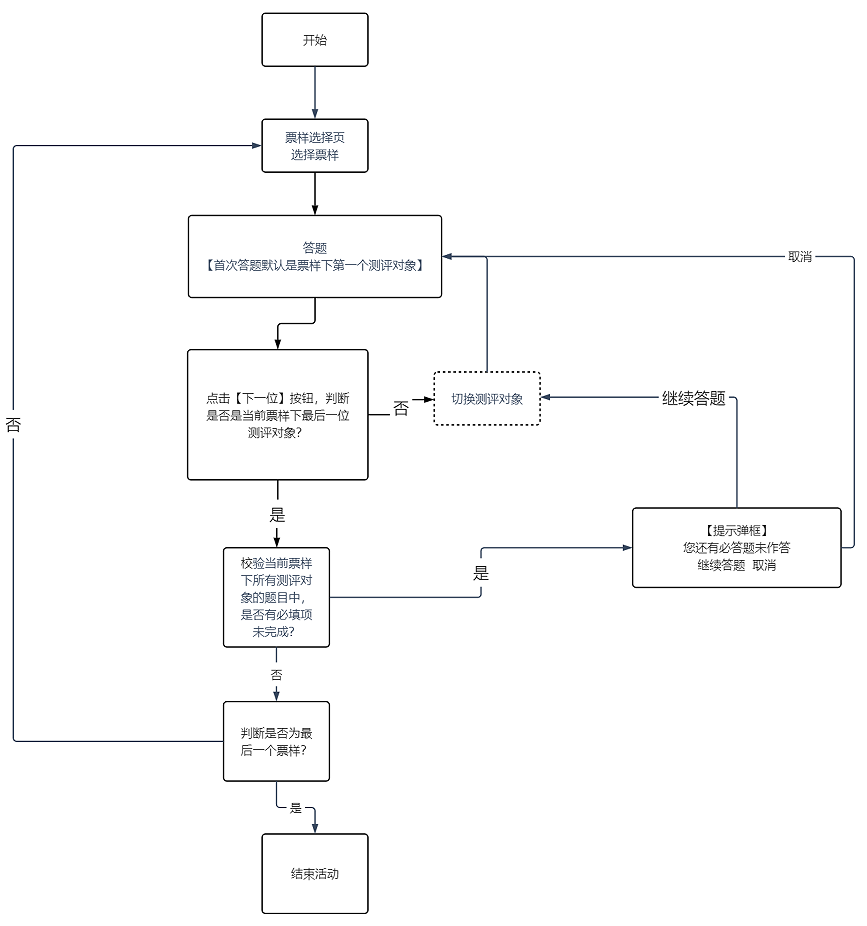 开始
票样选择页
选择票样
答题
【首次答题默认是票样下第一个测评对象】
取消
点击【下一位】按钮，判断
是否是当前票样下最后一位
测评对象？
否
切换测评对象
继续答题
否
是
【提示弹框】
您还有必答题未作答
继续答题 取消
校验当前票样
下所有测评对
象的题目中，
是否有必填项
未完成？
是
否
判断是否为最
后一个票样？
是
结束活动